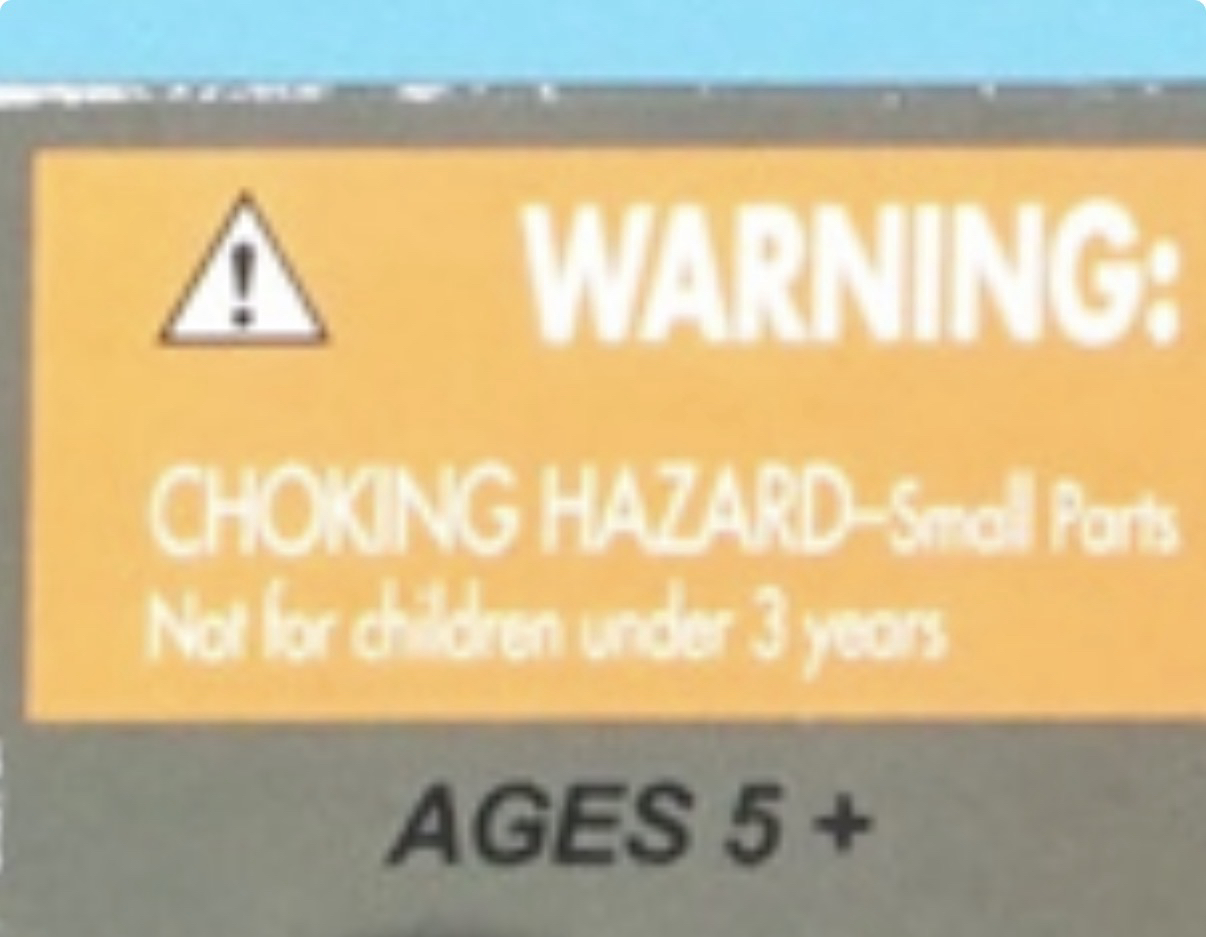 WARNING:
CHOKING HAZARD–Small Parts
Not for children under 3 years
AGES 5 +